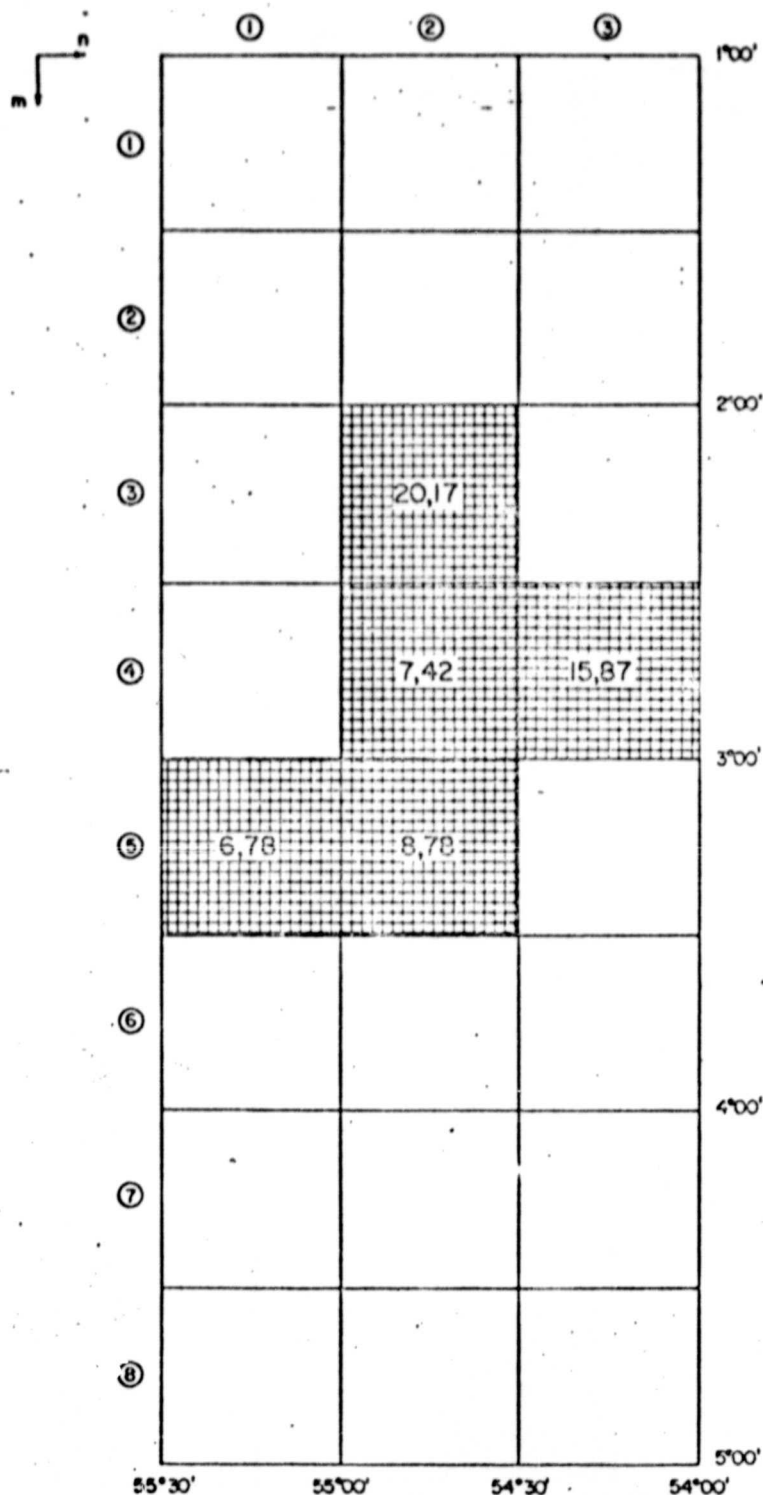 ① ② ③
n
1°00'
m
①
②
2°00'
③ 20,17
④ 7,42 15,87
3°00'
⑤ 6,78 8,78
⑥
4°00'
⑦
⑧
5°00'
55°30' 55°00' 54°30' 54°00'